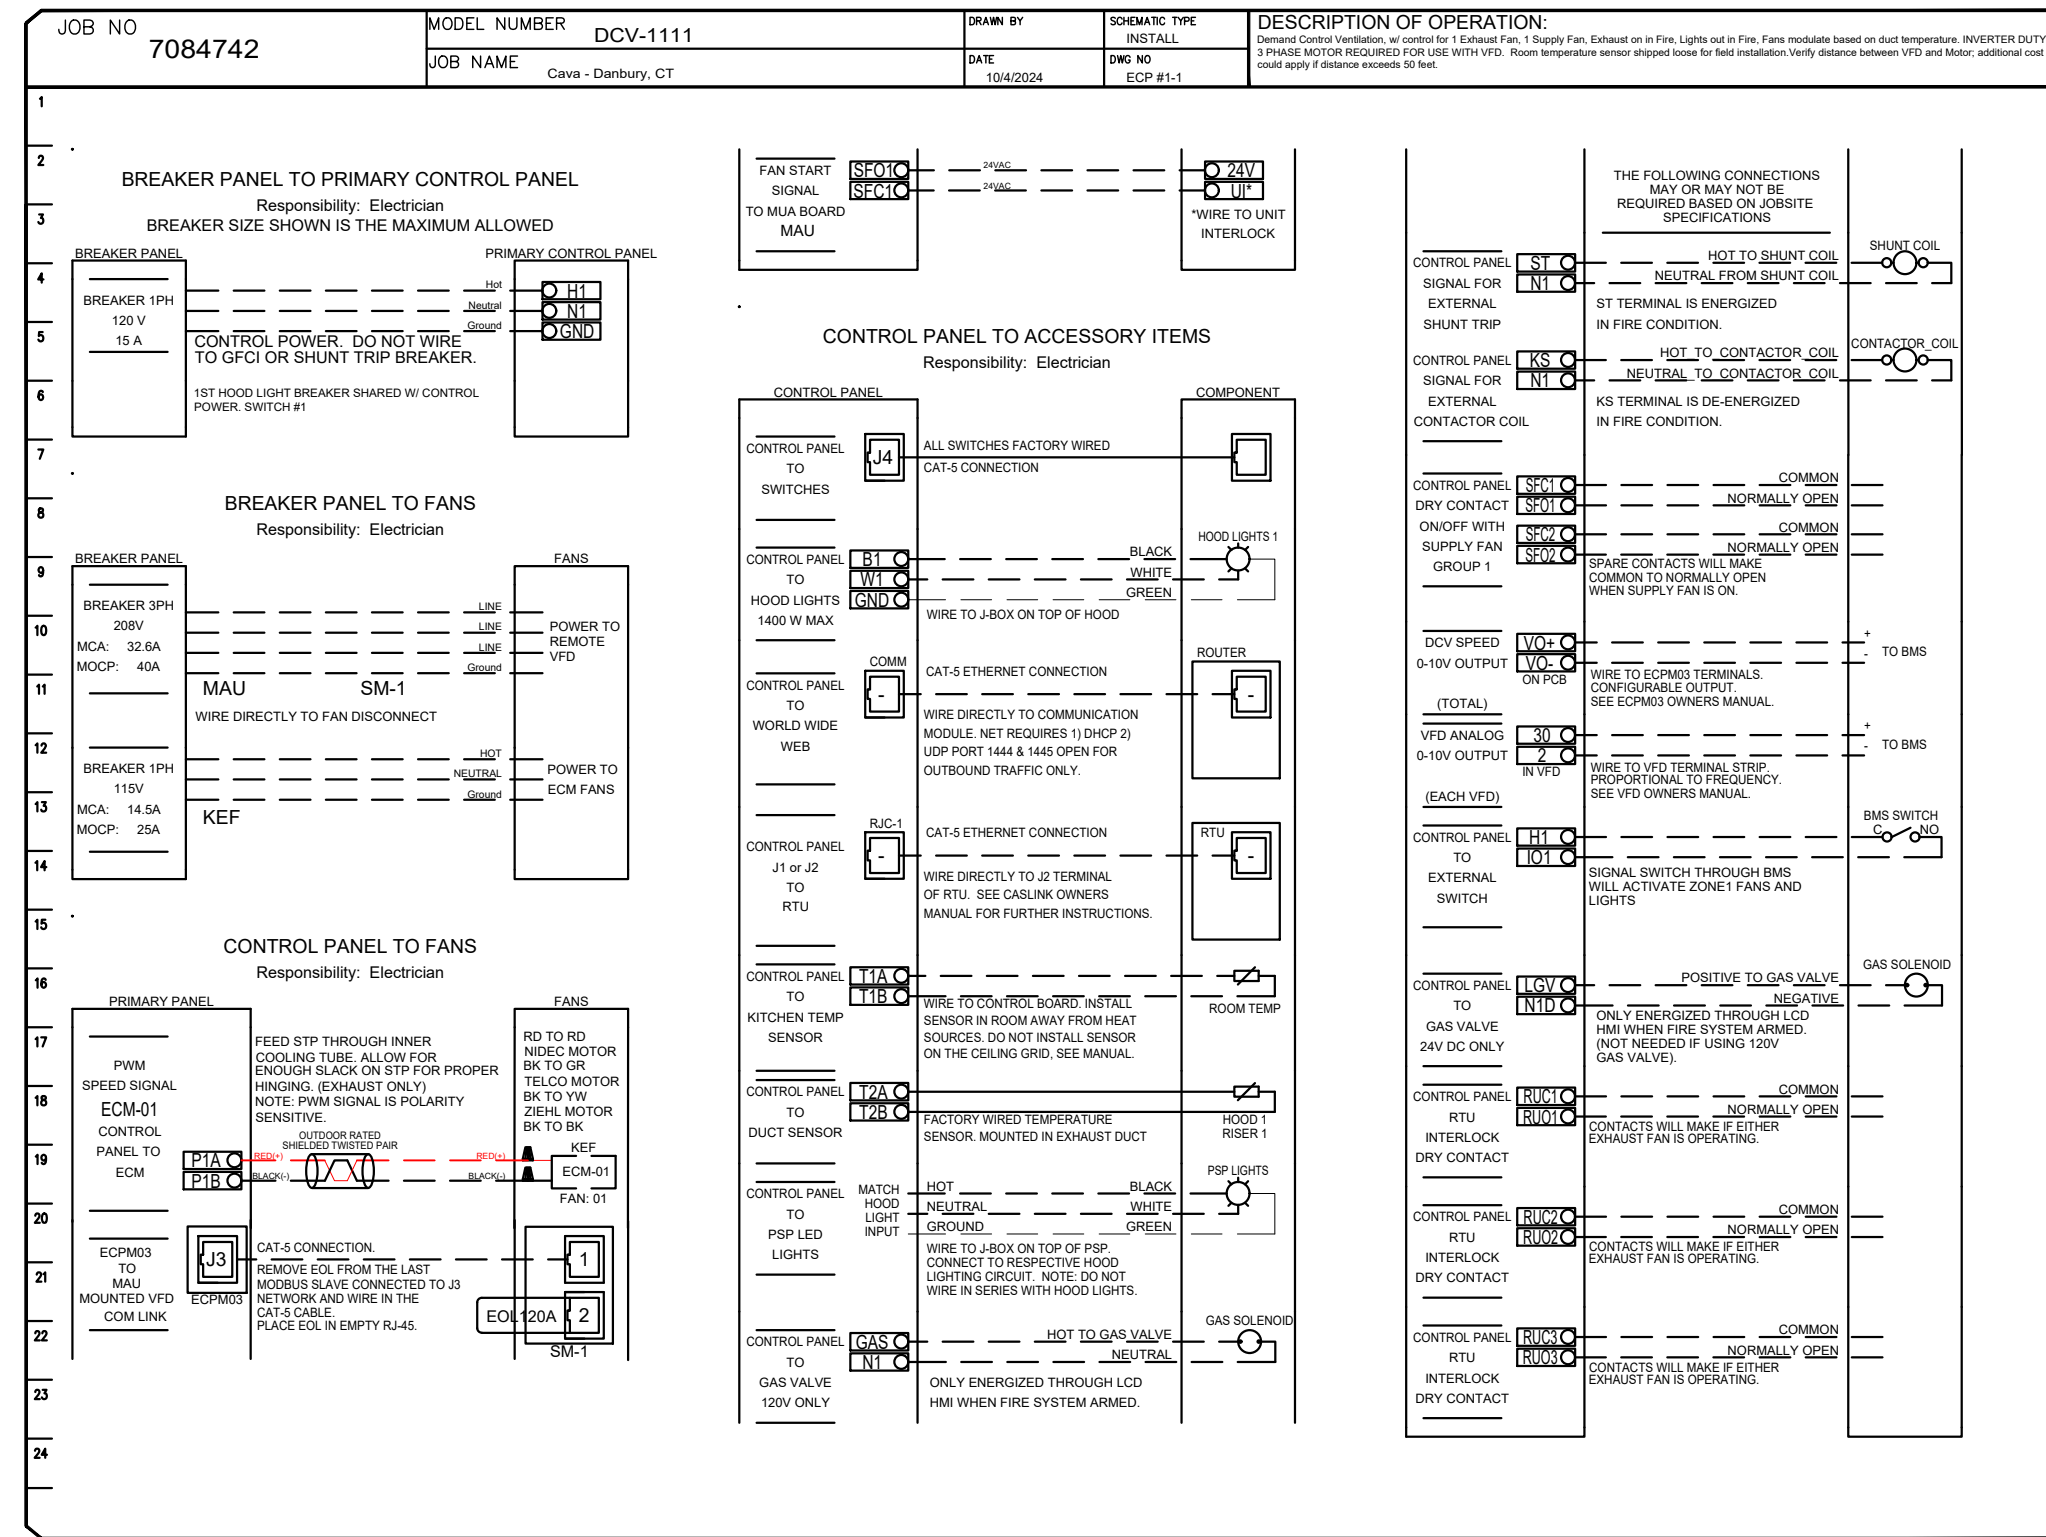 JOB NO
7084742
MODEL NUMBER
DCV-1111
JOB NAME
Cava - Danbury, CT
DRAWN BY
SCHEMATIC TYPE
INSTALL
DATE
10/4/2024
DWG NO
ECP #1-1
DESCRIPTION OF OPERATION:
Demand Control Ventilation, w/ control for 1 Exhaust Fan, 1 Supply Fan, Exhaust on in Fire, Lights out in Fire, Fans modulate based on duct temperature. INVERTER DUTY
3 PHASE MOTOR REQUIRED FOR USE WITH VFD. Room temperature sensor shipped loose for field installation.Verify distance between VFD and Motor; additional cost
could apply if distance exceeds 50 feet.
1
2
3
4
5
6
7
8
9
10
11
12
13
14
15
16
17
18
19
20
21
22
23
24
BREAKER PANEL TO PRIMARY CONTROL PANEL
Responsibility: Electrician
BREAKER SIZE SHOWN IS THE MAXIMUM ALLOWED
BREAKER PANEL
PRIMARY CONTROL PANEL
BREAKER 1PH
120 V
15 A
Hot
H1
Neutral
N1
Ground
GND
CONTROL POWER. DO NOT WIRE
TO GFCI OR SHUNT TRIP BREAKER.
1ST HOOD LIGHT BREAKER SHARED W/ CONTROL
POWER. SWITCH #1
BREAKER PANEL TO FANS
Responsibility: Electrician
BREAKER PANEL
FANS
BREAKER 3PH
208V
MCA: 32.6A
MOCP: 40A
LINE
LINE
LINE
Ground
POWER TO
REMOTE
VFD
MAU
SM-1
WIRE DIRECTLY TO FAN DISCONNECT
BREAKER 1PH
115V
MCA: 14.5A
MOCP: 25A
HOT
NEUTRAL
Ground
POWER TO
ECM FANS
KEF
CONTROL PANEL TO FANS
Responsibility: Electrician
PRIMARY PANEL
FANS
PWM
SPEED SIGNAL
ECM-01
CONTROL
PANEL TO
ECM
FEED STP THROUGH INNER
COOLING TUBE. ALLOW FOR
ENOUGH SLACK ON STP FOR PROPER
HINGING. (EXHAUST ONLY)
NOTE: PWM SIGNAL IS POLARITY
SENSITIVE.
RD TO RD
NIDEC MOTOR
BK TO GR
TELCO MOTOR
BK TO YW
ZIEHL MOTOR
BK TO BK
OUTDOOR RATED
SHIELDED TWISTED PAIR
P1A
P1B
RED(+)
BLACK(-)
RED(+)
BLACK(-)
KEF
ECM-01
FAN: 01
ECPM03
TO
MAU
MOUNTED VFD
COM LINK
J3
ECPM03
CAT-5 CONNECTION.
REMOVE EOL FROM THE LAST
MODBUS SLAVE CONNECTED TO J3
NETWORK AND WIRE IN THE
CAT-5 CABLE.
PLACE EOL IN EMPTY RJ-45.
1
EOL120A
2
SM-1
FAN START
SIGNAL
TO MUA BOARD
MAU
SFO1
SFC1
24VAC
24VAC
24V
UI*
*WIRE TO UNIT
INTERLOCK
CONTROL PANEL TO ACCESSORY ITEMS
Responsibility: Electrician
CONTROL PANEL
COMPONENT
CONTROL PANEL
TO
SWITCHES
J4
ALL SWITCHES FACTORY WIRED
CAT-5 CONNECTION
CONTROL PANEL
TO
HOOD LIGHTS
1400 W MAX
B1
W1
GND
BLACK
WHITE
GREEN
HOOD LIGHTS 1
WIRE TO J-BOX ON TOP OF HOOD
CONTROL PANEL
TO
WORLD WIDE
WEB
COMM
-
CAT-5 ETHERNET CONNECTION
ROUTER
-
WIRE DIRECTLY TO COMMUNICATION
MODULE. NET REQUIRES 1) DHCP 2)
UDP PORT 1444 & 1445 OPEN FOR
OUTBOUND TRAFFIC ONLY.
CONTROL PANEL
J1 or J2
TO
RTU
RJC-1
-
CAT-5 ETHERNET CONNECTION
RTU
-
WIRE DIRECTLY TO J2 TERMINAL
OF RTU. SEE CASLINK OWNERS
MANUAL FOR FURTHER INSTRUCTIONS.
CONTROL PANEL
TO
KITCHEN TEMP
SENSOR
T1A
T1B
ROOM TEMP
WIRE TO CONTROL BOARD. INSTALL
SENSOR IN ROOM AWAY FROM HEAT
SOURCES. DO NOT INSTALL SENSOR
ON THE CEILING GRID, SEE MANUAL.
CONTROL PANEL
TO
DUCT SENSOR
T2A
T2B
FACTORY WIRED TEMPERATURE
SENSOR. MOUNTED IN EXHAUST DUCT
HOOD 1
RISER 1
CONTROL PANEL
TO
PSP LED
LIGHTS
MATCH
HOOD
LIGHT
INPUT
HOT
NEUTRAL
GROUND
BLACK
WHITE
GREEN
PSP LIGHTS
WIRE TO J-BOX ON TOP OF PSP.
CONNECT TO RESPECTIVE HOOD
LIGHTING CIRCUIT. NOTE: DO NOT
WIRE IN SERIES WITH HOOD LIGHTS.
CONTROL PANEL
TO
GAS VALVE
120V ONLY
GAS
N1
HOT TO GAS VALVE
NEUTRAL
GAS SOLENOID
ONLY ENERGIZED THROUGH LCD
HMI WHEN FIRE SYSTEM ARMED.
THE FOLLOWING CONNECTIONS
MAY OR MAY NOT BE
REQUIRED BASED ON JOBSITE
SPECIFICATIONS
CONTROL PANEL
SIGNAL FOR
EXTERNAL
SHUNT TRIP
ST
N1
HOT TO SHUNT COIL
NEUTRAL FROM SHUNT COIL
SHUNT COIL
ST TERMINAL IS ENERGIZED
IN FIRE CONDITION.
CONTROL PANEL
SIGNAL FOR
EXTERNAL
CONTACTOR COIL
KS
N1
HOT TO CONTACTOR COIL
NEUTRAL TO CONTACTOR COIL
CONTACTOR_COIL
KS TERMINAL IS DE-ENERGIZED
IN FIRE CONDITION.
CONTROL PANEL
DRY CONTACT
ON/OFF WITH
SUPPLY FAN
GROUP 1
SFC1
SFO1
SFC2
SFO2
COMMON
NORMALLY OPEN
COMMON
NORMALLY OPEN
SPARE CONTACTS WILL MAKE
COMMON TO NORMALLY OPEN
WHEN SUPPLY FAN IS ON.
DCV SPEED
0-10V OUTPUT
(TOTAL)
VO+
VO-
ON PCB
+
-
TO BMS
WIRE TO ECPM03 TERMINALS.
CONFIGURABLE OUTPUT.
SEE ECPM03 OWNERS MANUAL.
VFD ANALOG
0-10V OUTPUT
(EACH VFD)
30
2
IN VFD
+
-
TO BMS
WIRE TO VFD TERMINAL STRIP.
PROPORTIONAL TO FREQUENCY.
SEE VFD OWNERS MANUAL.
CONTROL PANEL
TO
EXTERNAL
SWITCH
H1
IO1
BMS SWITCH
C
NO
SIGNAL SWITCH THROUGH BMS
WILL ACTIVATE ZONE1 FANS AND
LIGHTS
CONTROL PANEL
TO
GAS VALVE
24V DC ONLY
LGV
N1D
POSITIVE TO GAS VALVE
NEGATIVE
GAS SOLENOID
ONLY ENERGIZED THROUGH LCD
HMI WHEN FIRE SYSTEM ARMED.
(NOT NEEDED IF USING 120V
GAS VALVE).
CONTROL PANEL
RTU
INTERLOCK
DRY CONTACT
RUC1
RUO1
COMMON
NORMALLY OPEN
CONTACTS WILL MAKE IF EITHER
EXHAUST FAN IS OPERATING.
CONTROL PANEL
RTU
INTERLOCK
DRY CONTACT
RUC2
RUO2
COMMON
NORMALLY OPEN
CONTACTS WILL MAKE IF EITHER
EXHAUST FAN IS OPERATING.
CONTROL PANEL
RTU
INTERLOCK
DRY CONTACT
RUC3
RUO3
COMMON
NORMALLY OPEN
CONTACTS WILL MAKE IF EITHER
EXHAUST FAN IS OPERATING.